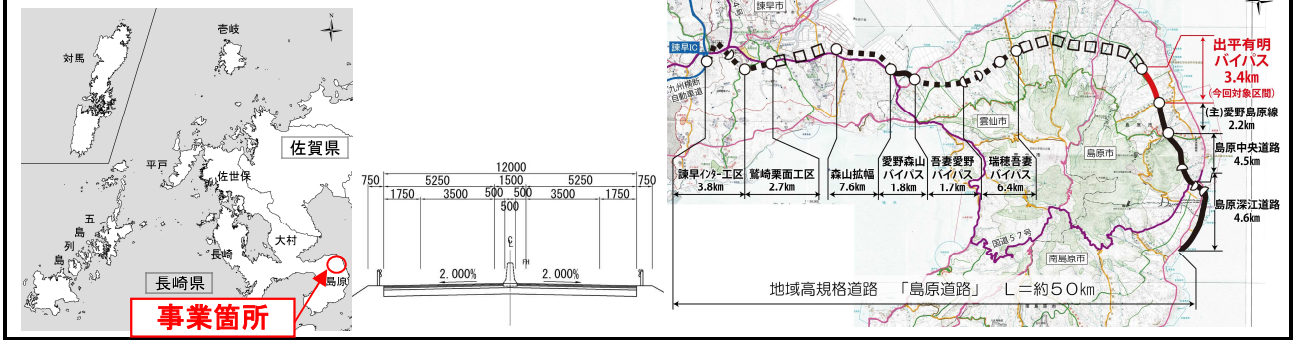 対馬
壱岐
佐賀県
平戸
佐世保
五島列島
大村
長崎
長崎県
島原
事業箇所
12000
750
5250
1500
5250
750
1750
3500
500
500
3500
1750
500
℄
FH
2.000%
2.000%
諫早市
諫早IC
九州横断
自動車道
雲仙市
島原市
南島原市
国道57号
出平有明
バイパス
3.4km
(今回対象区間)
(主)愛野島原線
2.2km
島原中央道路
4.5km
島原深江道路
4.6km
諫早インター工区
3.8km
鷲崎栗面工区
2.7km
森山拡幅
7.6km
愛野森山
バイパス
1.8km
吾妻愛野
バイパス
1.7km
瑞穂吾妻
バイパス
6.4km
地域高規格道路 「島原道路」 L=約50km